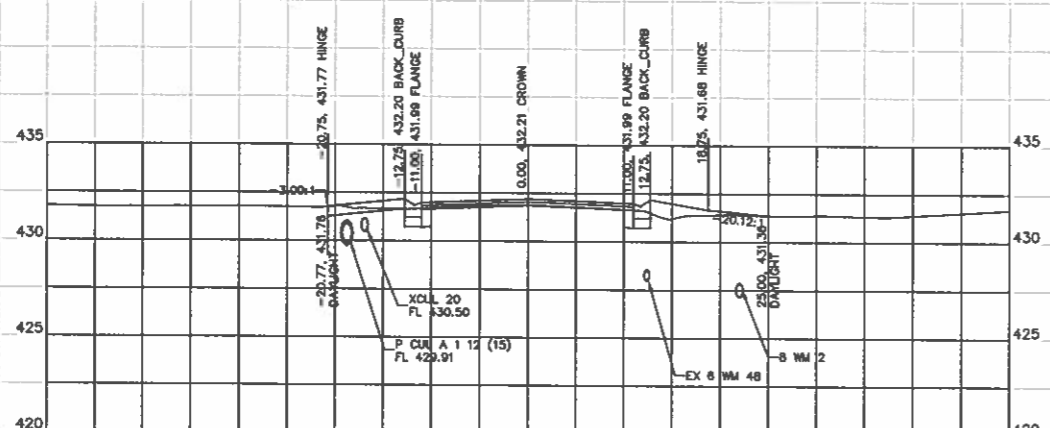 -20.75, 431.77 HINGE
-12.75, 432.20 BACK_CURB
-11.00, 431.99 FLANGE
0.00, 432.21 CROWN
11.00, 431.99 FLANGE
12.75, 432.20 BACK_CURB
18.75, 431.68 HINGE
435
435
-3.00:1
-20.12:1
430
430
-20.77, 431.76
DAYLIGHT
25.00, 431.36
DAYLIGHT
XCUL 20
FL 430.50
425
425
P CUL A 1 12 (15)
FL 429.91
8 WM 2
EX 6 WM 48
420
420